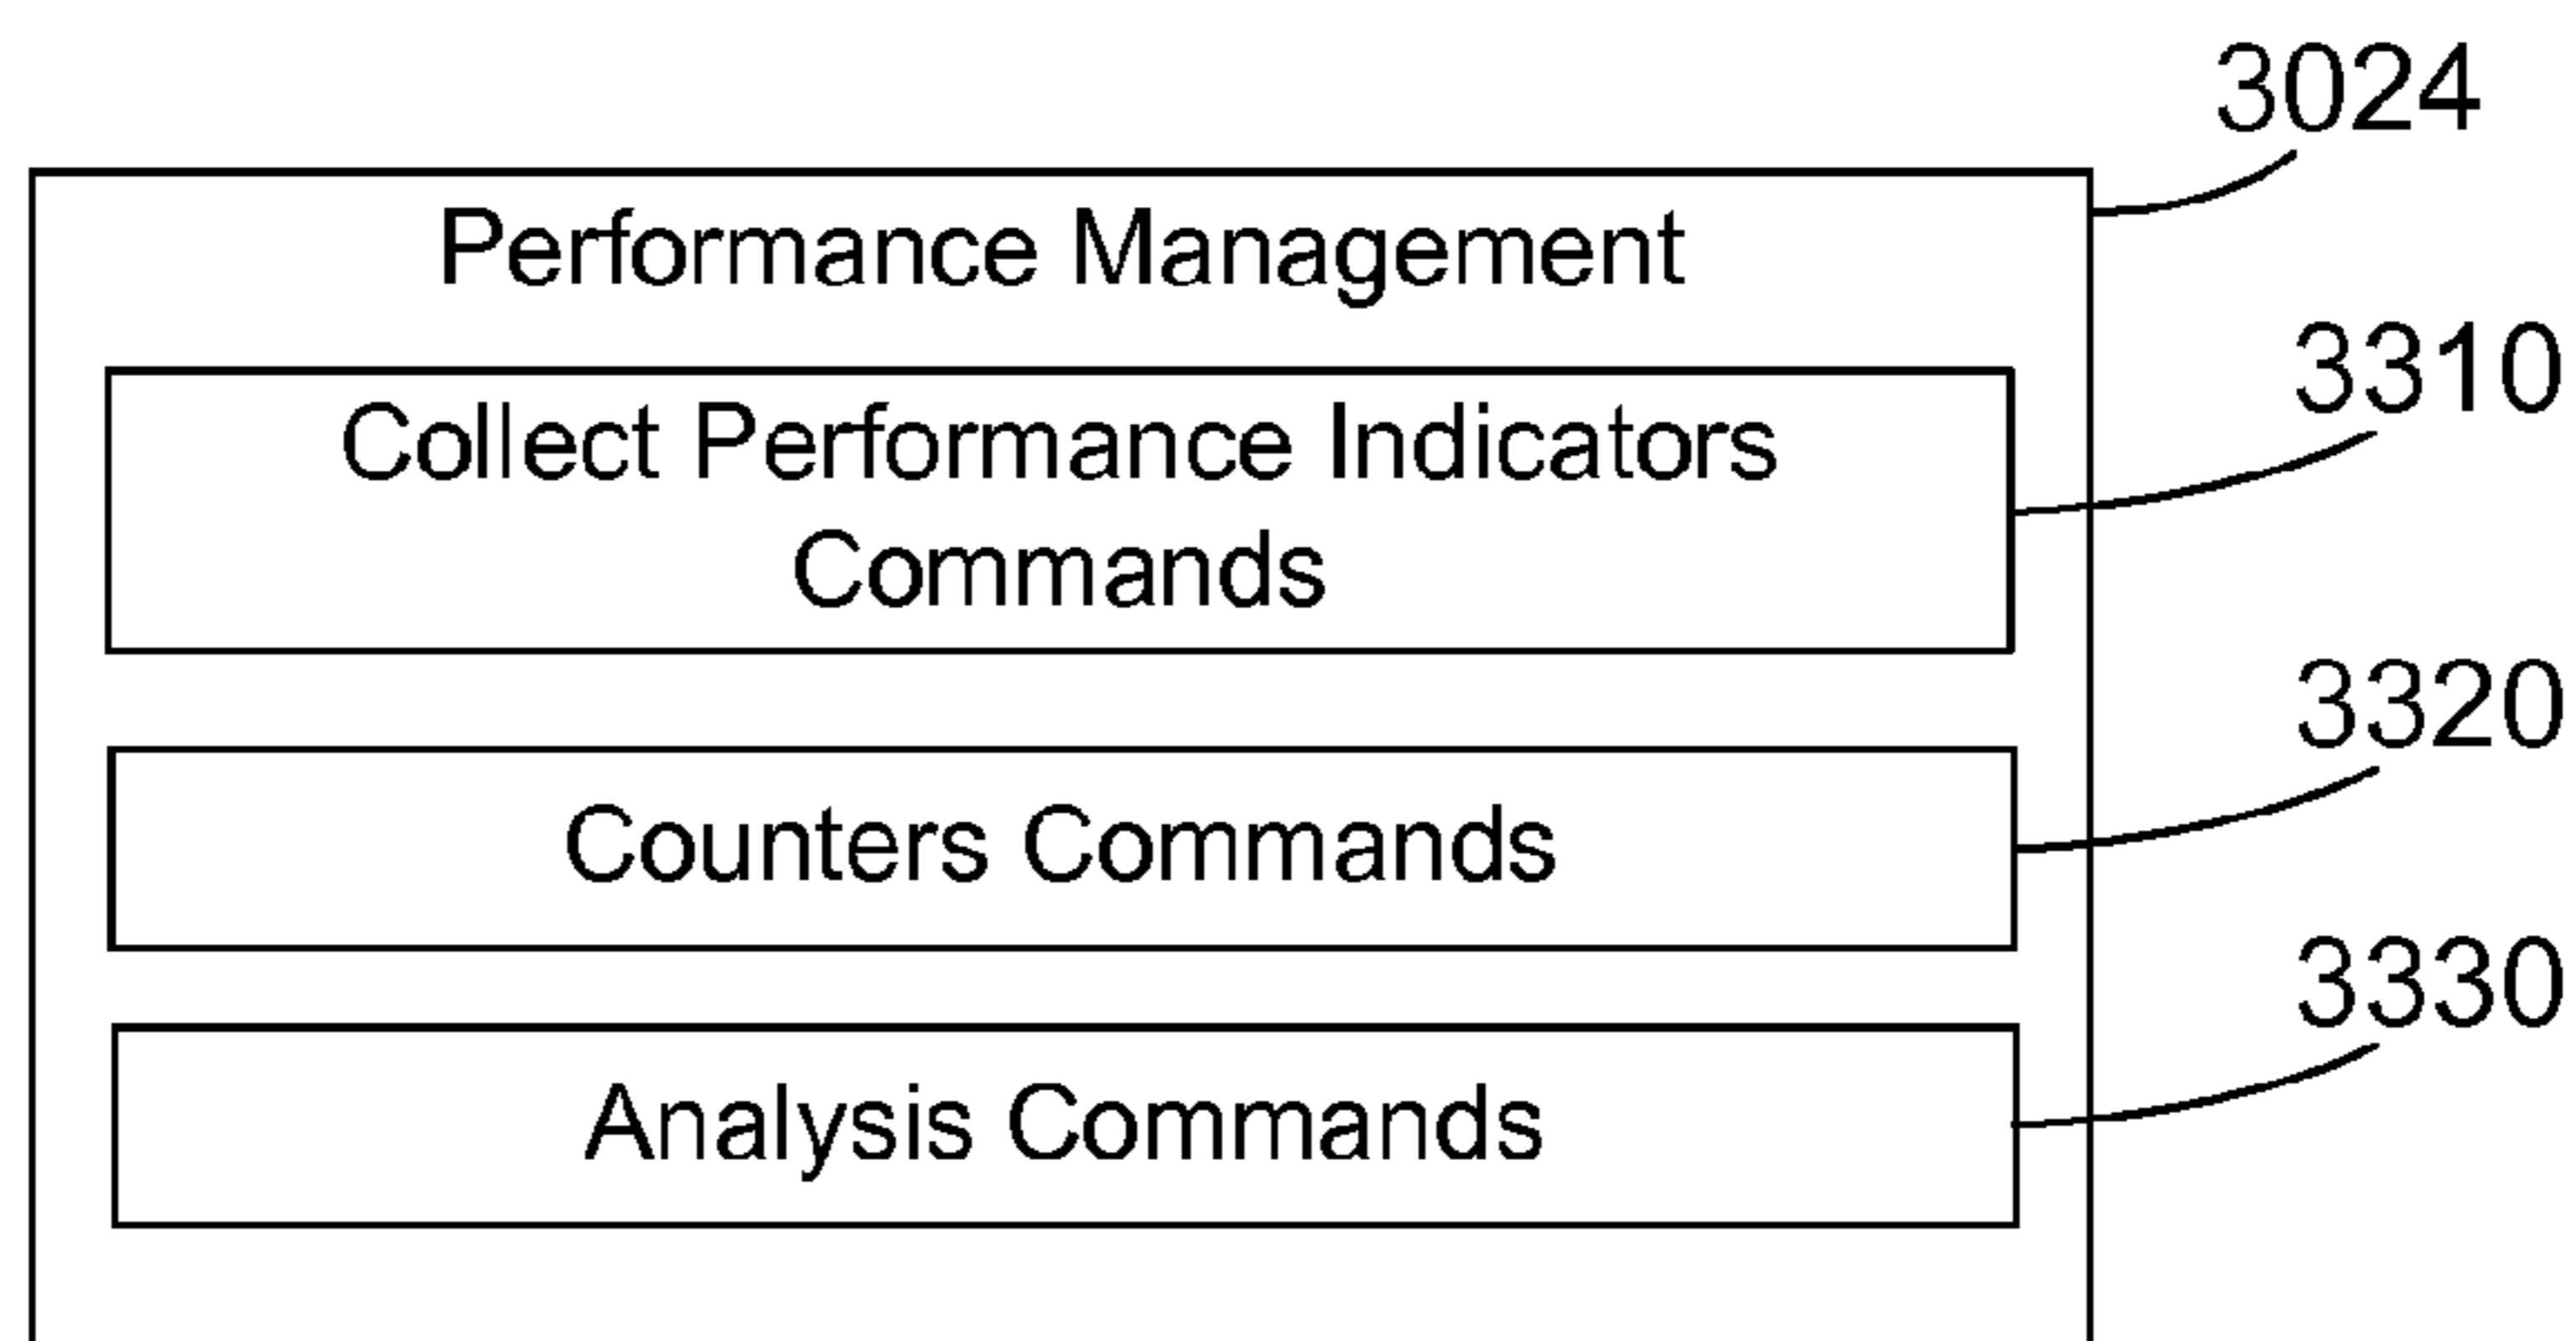 3024
Performance Management
3310
Collect Performance Indicators
Commands
3320
Counters Commands
3330
Analysis Commands